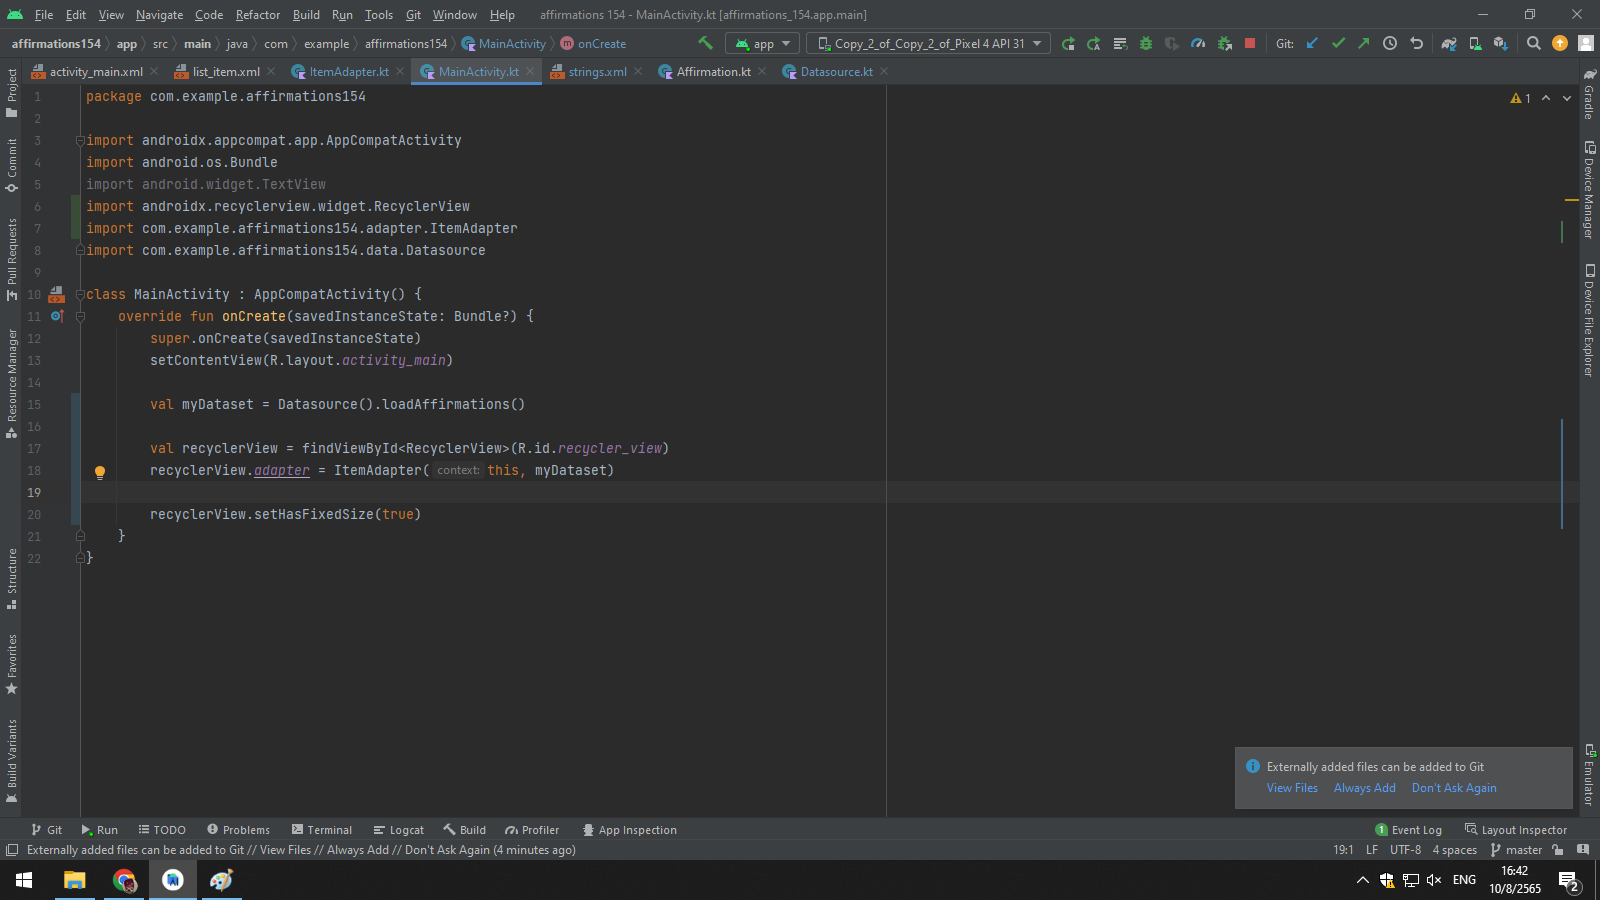 File Edit View Navigate Code Refactor Build Run Tools Git Window Help affirmations 154 - MainActivity.kt [affirmations_154.app.main]
affirmations154 app src main java com example affirmations154 MainActivity onCreate app Copy_2_of_Copy_2_of_Pixel 4 API 31 Git:
activity_main.xml list_item.xml ItemAdapter.kt MainActivity.kt strings.xml Affirmation.kt Datasource.kt
1 package com.example.affirmations154
2
3 import androidx.appcompat.app.AppCompatActivity
4 import android.os.Bundle
5 import android.widget.TextView
6 import androidx.recyclerview.widget.RecyclerView
7 import com.example.affirmations154.adapter.ItemAdapter
8 import com.example.affirmations154.data.Datasource
9
10 class MainActivity : AppCompatActivity() {
11 override fun onCreate(savedInstanceState: Bundle?) {
12 super.onCreate(savedInstanceState)
13 setContentView(R.layout.activity_main)
14
15 val myDataset = Datasource().loadAffirmations()
16
17 val recyclerView = findViewById<RecyclerView>(R.id.recycler_view)
18 recyclerView.adapter = ItemAdapter( context: this, myDataset)
19
20 recyclerView.setHasFixedSize(true)
21 }
22 }
1
Project
Commit
Pull Requests
Resource Manager
Structure
Favorites
Build Variants
Gradle
Device Manager
Device File Explorer
Emulator
Externally added files can be added to Git
View Files Always Add Don't Ask Again
Git Run TODO Problems Terminal Logcat Build Profiler App Inspection 1 Event Log Layout Inspector
Externally added files can be added to Git // View Files // Always Add // Don't Ask Again (4 minutes ago) 19:1 LF UTF-8 4 spaces master
ENG
16:42
10/8/2565
2